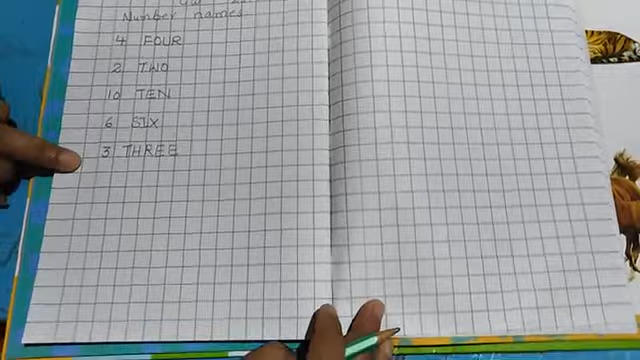 Number names
4 FOUR
2 TWO
10 TEN
6 SIX
3 THREE